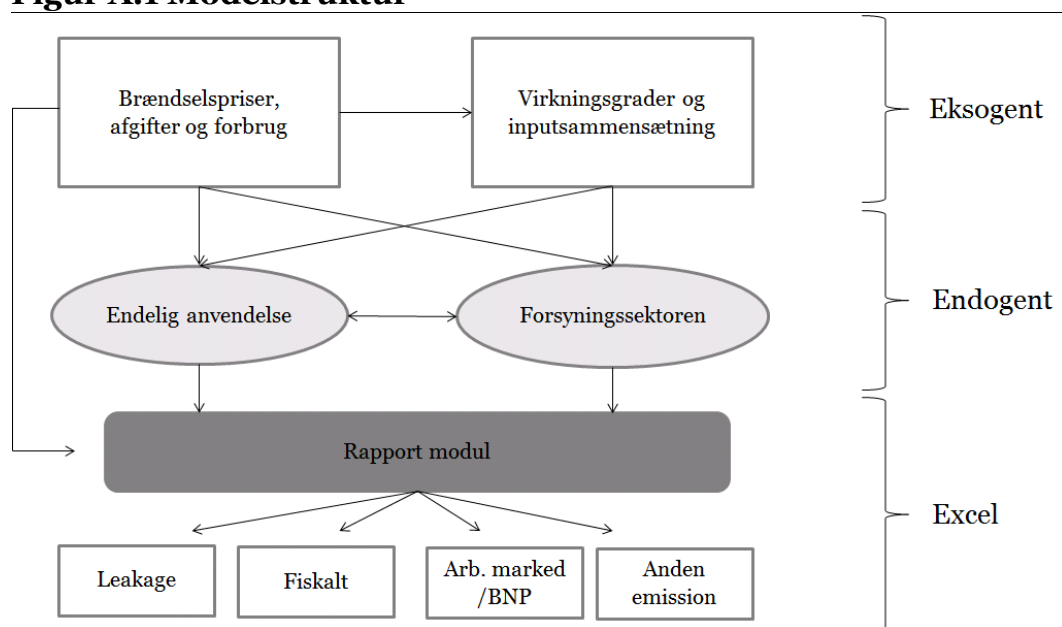 Figur A.1 Modelstruktur
Brændselspriser,
afgifter og forbrug
Virkningsgrader og
inputsammensætning
Eksogent
Endelig anvendelse
Forsyningssektoren
Endogent
Rapport modul
Excel
Leakage
Fiskalt
Arb. marked
/BNP
Anden
emission